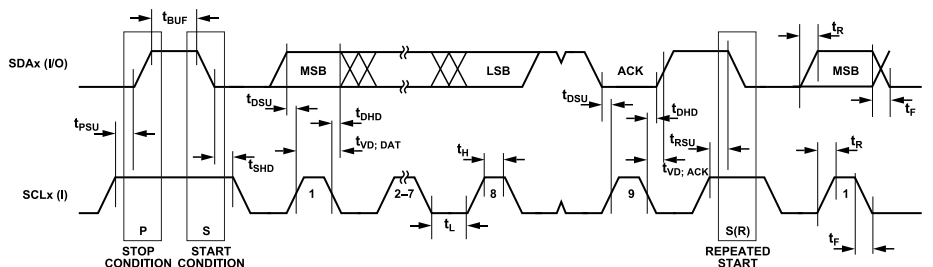 tBUF
tR
SDAx (I/O)
MSB
LSB
ACK
MSB
tDSU
tDHD
tDSU
tDHD
tF
tPSU
tVD; DAT
tSHD
tH
tRSU
tVD; ACK
tR
SCLx (I)
1
2–7
8
9
1
tL
tF
P
S
S(R)
STOP
CONDITION
START
CONDITION
REPEATED
START